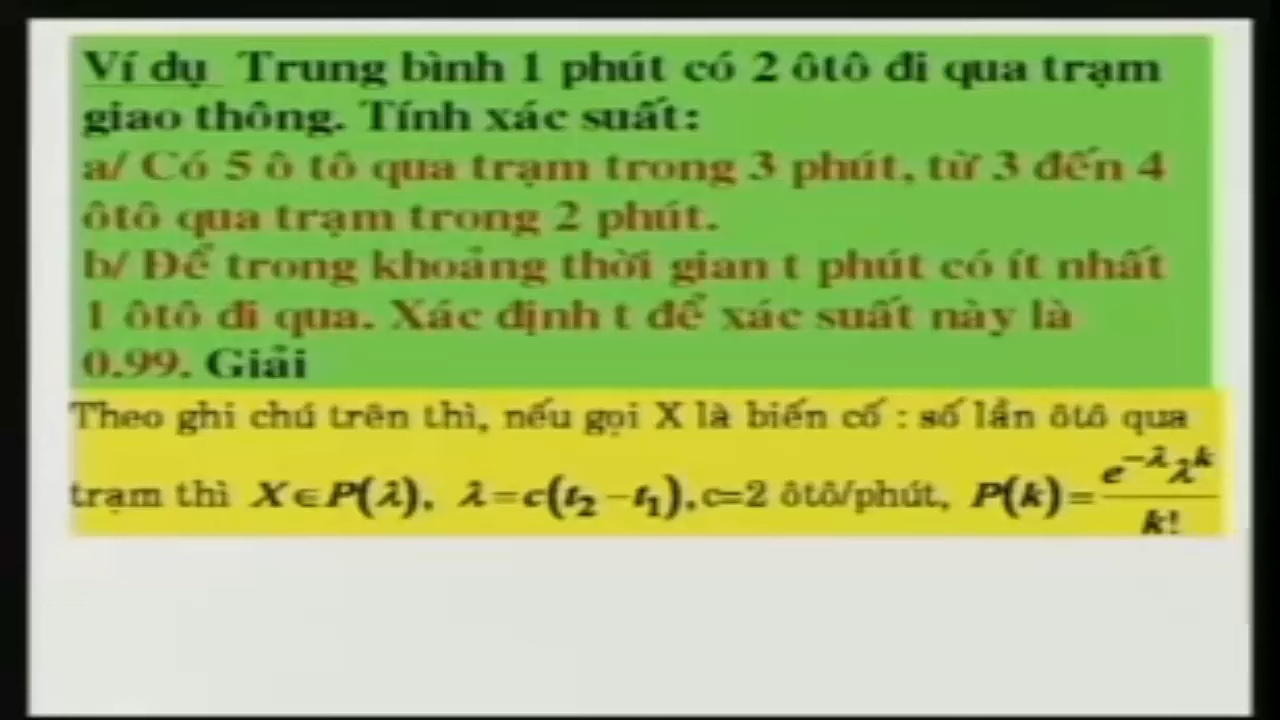 Ví dụ Trung bình 1 phút có 2 ôtô đi qua trạm
giao thông. Tính xác suất:
a/ Có 5 ô tô qua trạm trong 3 phút, từ 3 đến 4
ôtô qua trạm trong 2 phút.
b/ Để trong khoảng thời gian t phút có ít nhất
1 ôtô đi qua. Xác định t để xác suất này là
0.99. Giải
Theo ghi chú trên thì, nếu gọi X là biến cố : số lần ôtô qua
trạm thì X∈P(λ), λ=c(t₂−t₁),c=2 ôtô/phút, P(k)=e^{−λ}λ^k/k!